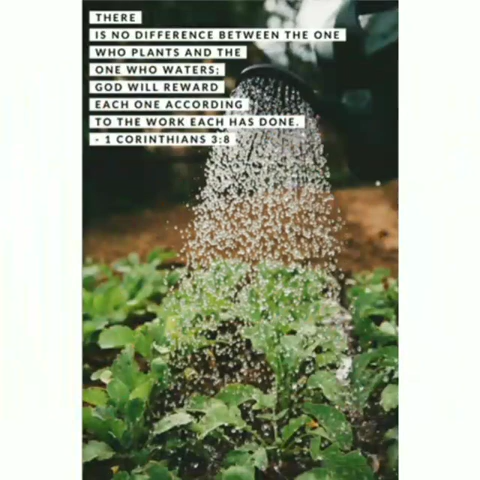 THERE
IS NO DIFFERENCE BETWEEN THE ONE
WHO PLANTS AND THE
ONE WHO WATERS;
GOD WILL REWARD
EACH ONE ACCORDING
TO THE WORK EACH HAS DONE.
- 1 CORINTHIANS 3:8